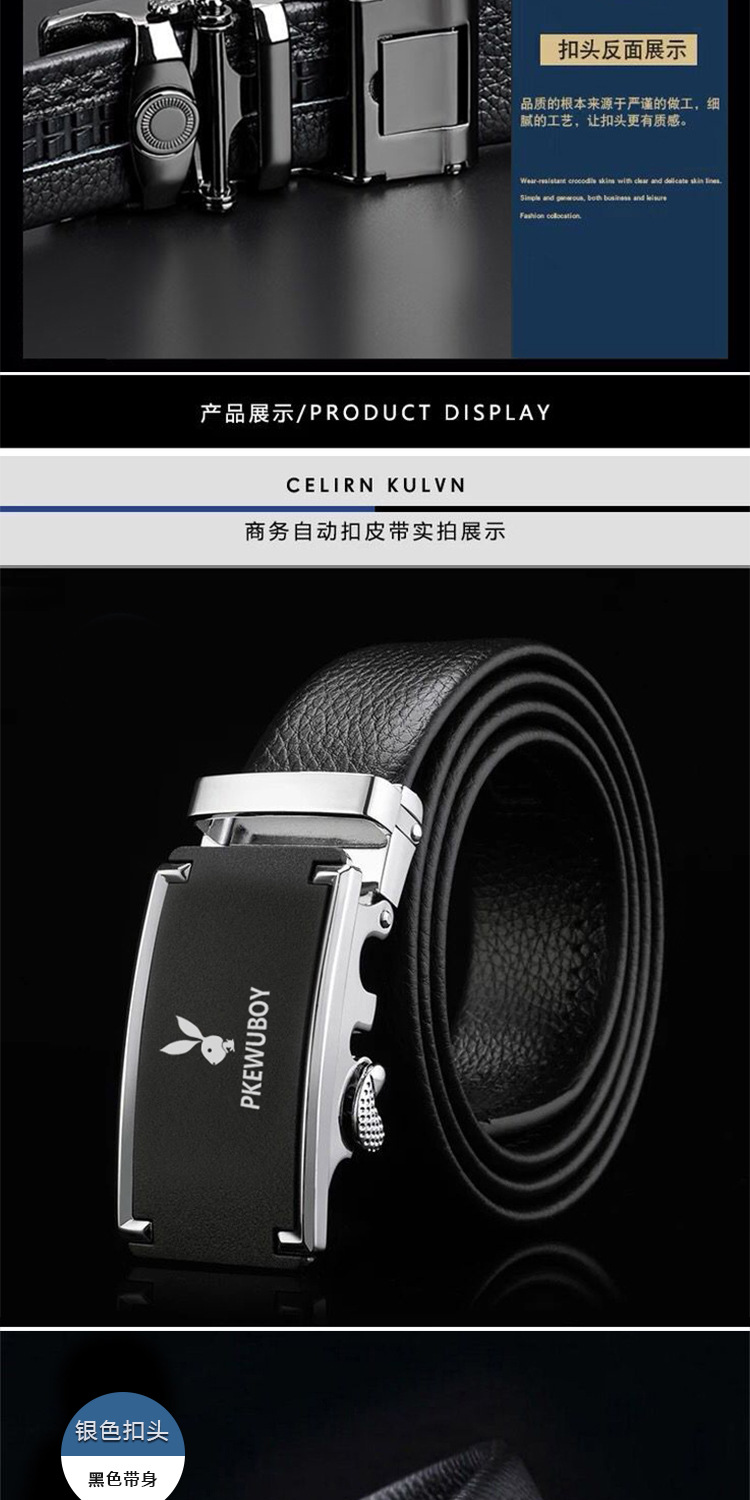 扣头反面展示
品质的根本来源于严谨的做工，细
腻的工艺，让扣头更有质感。
Wear-resistant crocodile skins with clear and delicate skin lines.
Simple and generous, both business and leisure
Fashion collocation.
产品展示/PRODUCT DISPLAY
CELIRN KULVN
商务自动扣皮带实拍展示
PKEWUBOY
银色扣头
黑色带身